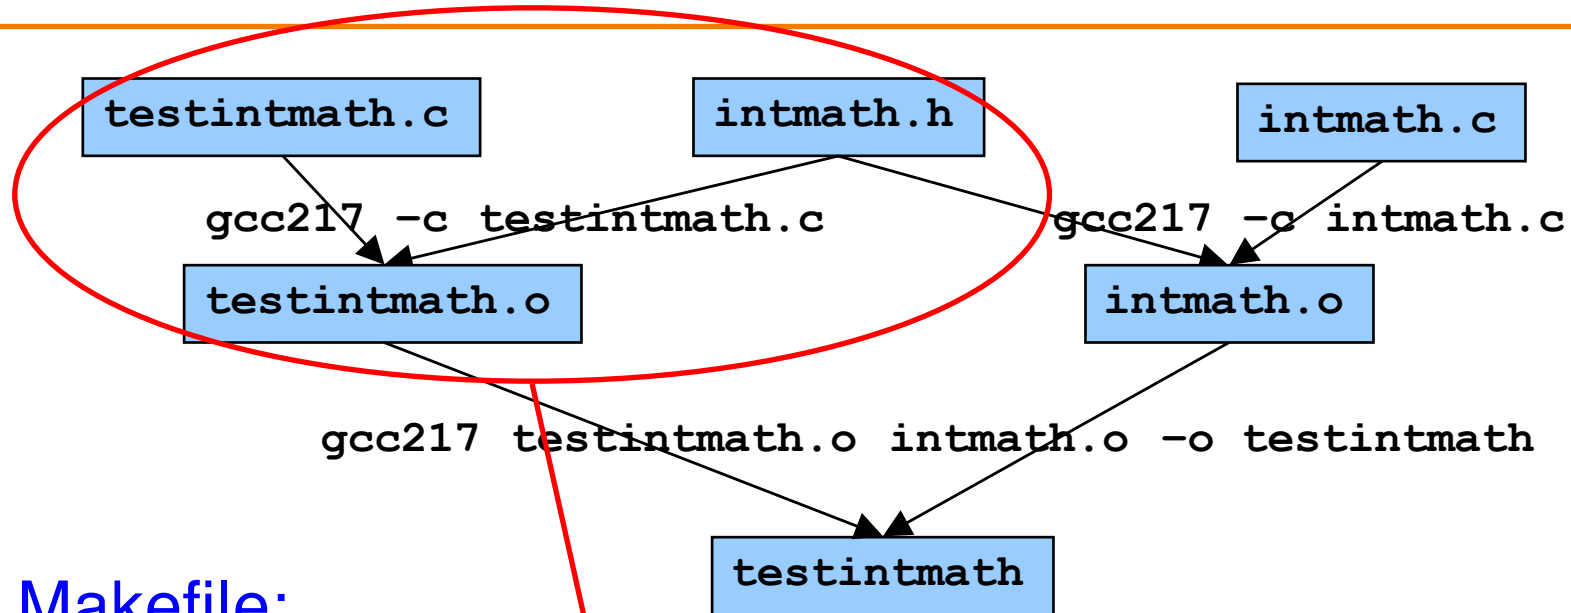 testintmath.c intmath.h intmath.c
gcc217 –c testintmath.c gcc217 –c intmath.c
testintmath.o intmath.o
gcc217 testintmath.o intmath.o –o testintmath
testintmath
Makefile: